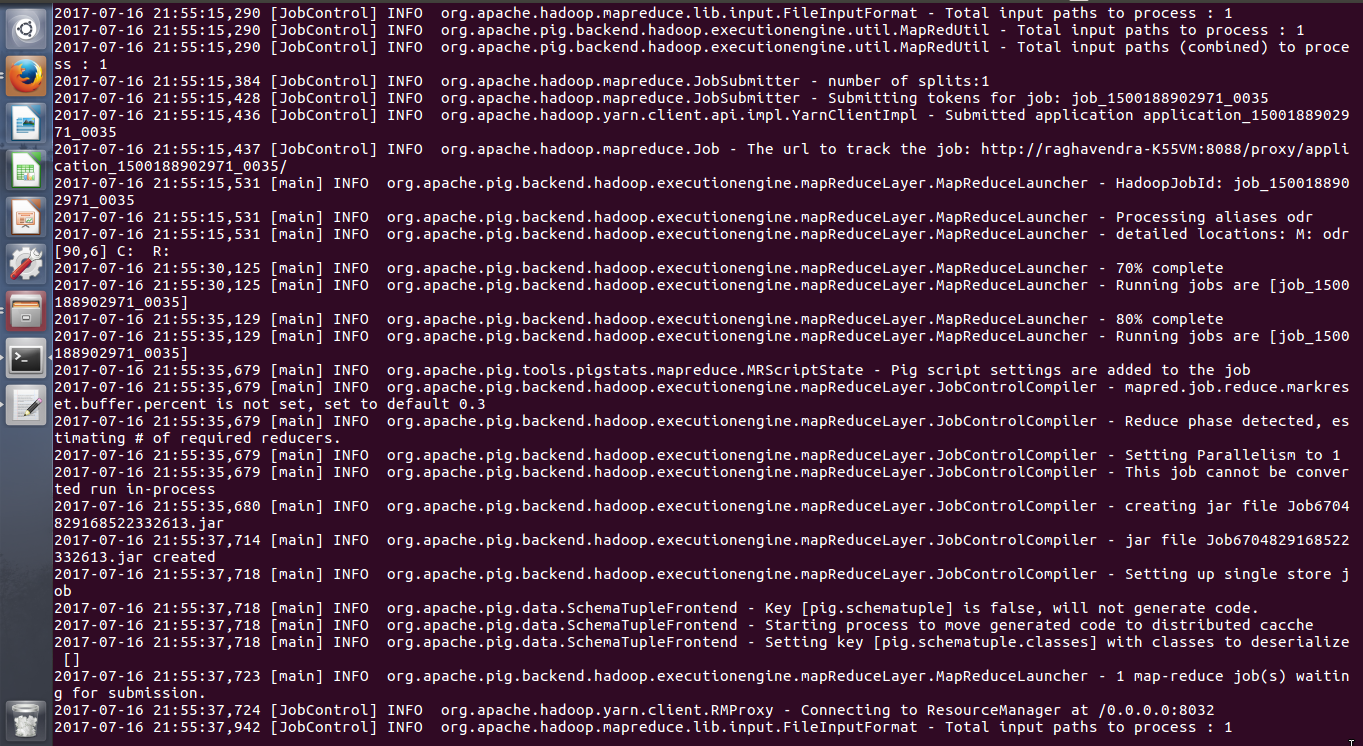 2017-07-16 21:55:15,290 [JobControl] INFO  org.apache.hadoop.mapreduce.lib.input.FileInputFormat - Total input paths to process : 1
2017-07-16 21:55:15,290 [JobControl] INFO  org.apache.pig.backend.hadoop.executionengine.util.MapRedUtil - Total input paths to process : 1
2017-07-16 21:55:15,290 [JobControl] INFO  org.apache.pig.backend.hadoop.executionengine.util.MapRedUtil - Total input paths (combined) to proce
ss : 1
2017-07-16 21:55:15,384 [JobControl] INFO  org.apache.hadoop.mapreduce.JobSubmitter - number of splits:1
2017-07-16 21:55:15,428 [JobControl] INFO  org.apache.hadoop.mapreduce.JobSubmitter - Submitting tokens for job: job_1500188902971_0035
2017-07-16 21:55:15,436 [JobControl] INFO  org.apache.hadoop.yarn.client.api.impl.YarnClientImpl - Submitted application application_15001889029
71_0035
2017-07-16 21:55:15,437 [JobControl] INFO  org.apache.hadoop.mapreduce.Job - The url to track the job: http://raghavendra-K55VM:8088/proxy/appli
cation_1500188902971_0035/
2017-07-16 21:55:15,531 [main] INFO  org.apache.pig.backend.hadoop.executionengine.mapReduceLayer.MapReduceLauncher - HadoopJobId: job_150018890
2971_0035
2017-07-16 21:55:15,531 [main] INFO  org.apache.pig.backend.hadoop.executionengine.mapReduceLayer.MapReduceLauncher - Processing aliases odr
2017-07-16 21:55:15,531 [main] INFO  org.apache.pig.backend.hadoop.executionengine.mapReduceLayer.MapReduceLauncher - detailed locations: M: odr
[90,6] C:  R:
2017-07-16 21:55:30,125 [main] INFO  org.apache.pig.backend.hadoop.executionengine.mapReduceLayer.MapReduceLauncher - 70% complete
2017-07-16 21:55:30,125 [main] INFO  org.apache.pig.backend.hadoop.executionengine.mapReduceLayer.MapReduceLauncher - Running jobs are [job_1500
188902971_0035]
2017-07-16 21:55:35,129 [main] INFO  org.apache.pig.backend.hadoop.executionengine.mapReduceLayer.MapReduceLauncher - 80% complete
2017-07-16 21:55:35,129 [main] INFO  org.apache.pig.backend.hadoop.executionengine.mapReduceLayer.MapReduceLauncher - Running jobs are [job_1500
188902971_0035]
2017-07-16 21:55:35,679 [main] INFO  org.apache.pig.tools.pigstats.mapreduce.MRScriptState - Pig script settings are added to the job
2017-07-16 21:55:35,679 [main] INFO  org.apache.pig.backend.hadoop.executionengine.mapReduceLayer.JobControlCompiler - mapred.job.reduce.markres
et.buffer.percent is not set, set to default 0.3
2017-07-16 21:55:35,679 [main] INFO  org.apache.pig.backend.hadoop.executionengine.mapReduceLayer.JobControlCompiler - Reduce phase detected, es
timating # of required reducers.
2017-07-16 21:55:35,679 [main] INFO  org.apache.pig.backend.hadoop.executionengine.mapReduceLayer.JobControlCompiler - Setting Parallelism to 1
2017-07-16 21:55:35,679 [main] INFO  org.apache.pig.backend.hadoop.executionengine.mapReduceLayer.JobControlCompiler - This job cannot be conver
ted run in-process
2017-07-16 21:55:35,680 [main] INFO  org.apache.pig.backend.hadoop.executionengine.mapReduceLayer.JobControlCompiler - creating jar file Job6704
829168522332613.jar
2017-07-16 21:55:37,714 [main] INFO  org.apache.pig.backend.hadoop.executionengine.mapReduceLayer.JobControlCompiler - jar file Job6704829168522
332613.jar created
2017-07-16 21:55:37,718 [main] INFO  org.apache.pig.backend.hadoop.executionengine.mapReduceLayer.JobControlCompiler - Setting up single store j
ob
2017-07-16 21:55:37,718 [main] INFO  org.apache.pig.data.SchemaTupleFrontend - Key [pig.schematuple] is false, will not generate code.
2017-07-16 21:55:37,718 [main] INFO  org.apache.pig.data.SchemaTupleFrontend - Starting process to move generated code to distributed cacche
2017-07-16 21:55:37,718 [main] INFO  org.apache.pig.data.SchemaTupleFrontend - Setting key [pig.schematuple.classes] with classes to deserialize
 []
2017-07-16 21:55:37,723 [main] INFO  org.apache.pig.backend.hadoop.executionengine.mapReduceLayer.MapReduceLauncher - 1 map-reduce job(s) waitin
g for submission.
2017-07-16 21:55:37,724 [JobControl] INFO  org.apache.hadoop.yarn.client.RMProxy - Connecting to ResourceManager at /0.0.0.0:8032
2017-07-16 21:55:37,942 [JobControl] INFO  org.apache.hadoop.mapreduce.lib.input.FileInputFormat - Total input paths to process : 1